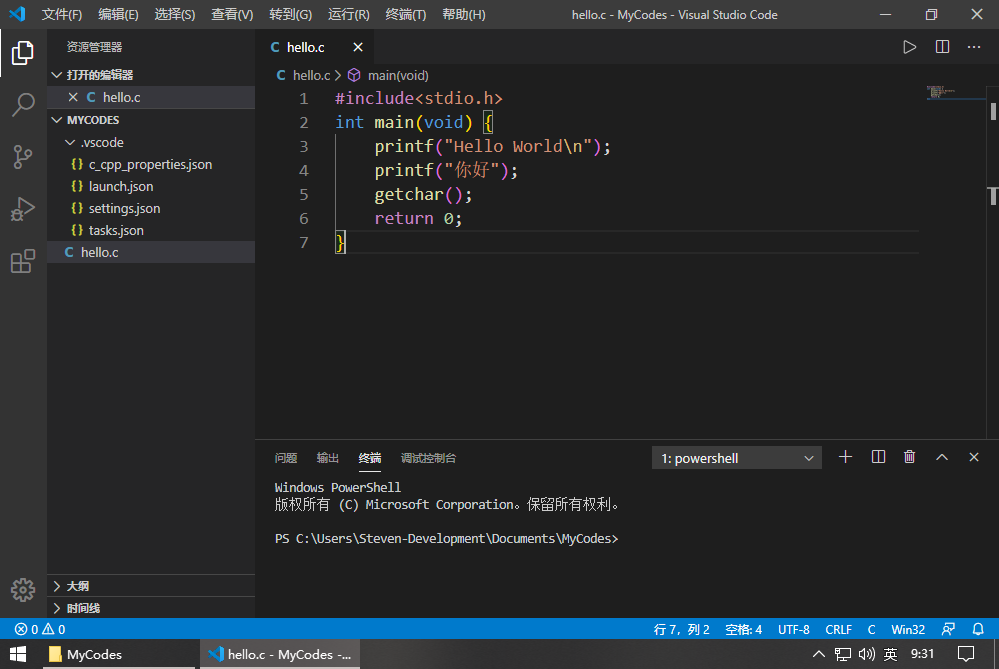 文件(F) 编辑(E) 选择(S) 查看(V) 转到(G) 运行(R) 终端(T) 帮助(H) hello.c - MyCodes - Visual Studio Code
资源管理器
打开的编辑器
C hello.c
MYCODES
.vscode
{} c_cpp_properties.json
{} launch.json
{} settings.json
{} tasks.json
C hello.c
大纲
时间线
C hello.c
C hello.c > main(void)
1 #include<stdio.h>
2 int main(void) {
3 printf("Hello World\n");
4 printf("你好");
5 getchar();
6 return 0;
7 }
问题 输出 终端 调试控制台 1: powershell
Windows PowerShell
版权所有 (C) Microsoft Corporation。保留所有权利。
PS C:\Users\Steven-Development\Documents\MyCodes>
0 0 行 7，列 2 空格: 4 UTF-8 CRLF C Win32
MyCodes hello.c - MyCodes -... 英 9:31